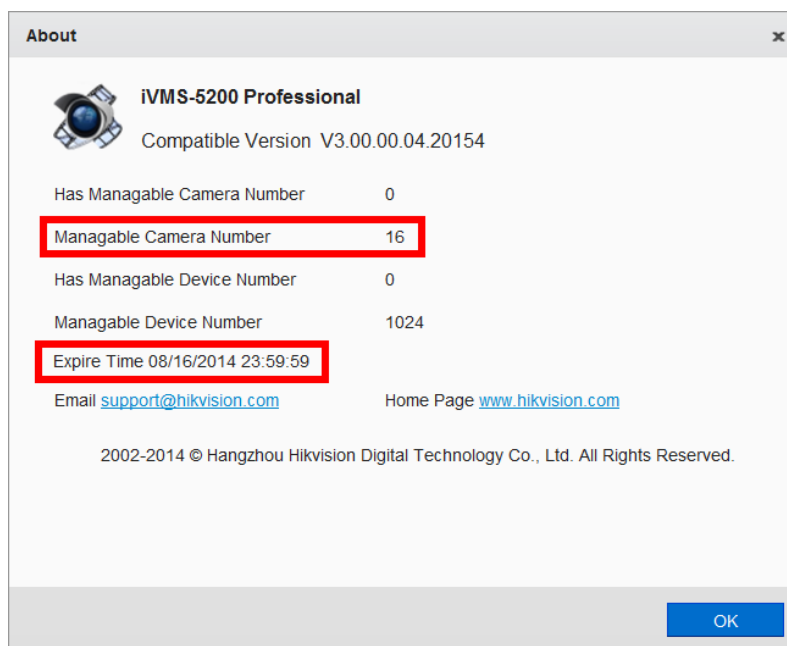 About
iVMS-5200 Professional
Compatible Version V3.00.00.04.20154
Has Managable Camera Number 0
Managable Camera Number 16
Has Managable Device Number 0
Managable Device Number 1024
Expire Time 08/16/2014 23:59:59
Email support@hikvision.com Home Page www.hikvision.com
2002-2014 © Hangzhou Hikvision Digital Technology Co., Ltd. All Rights Reserved.
OK